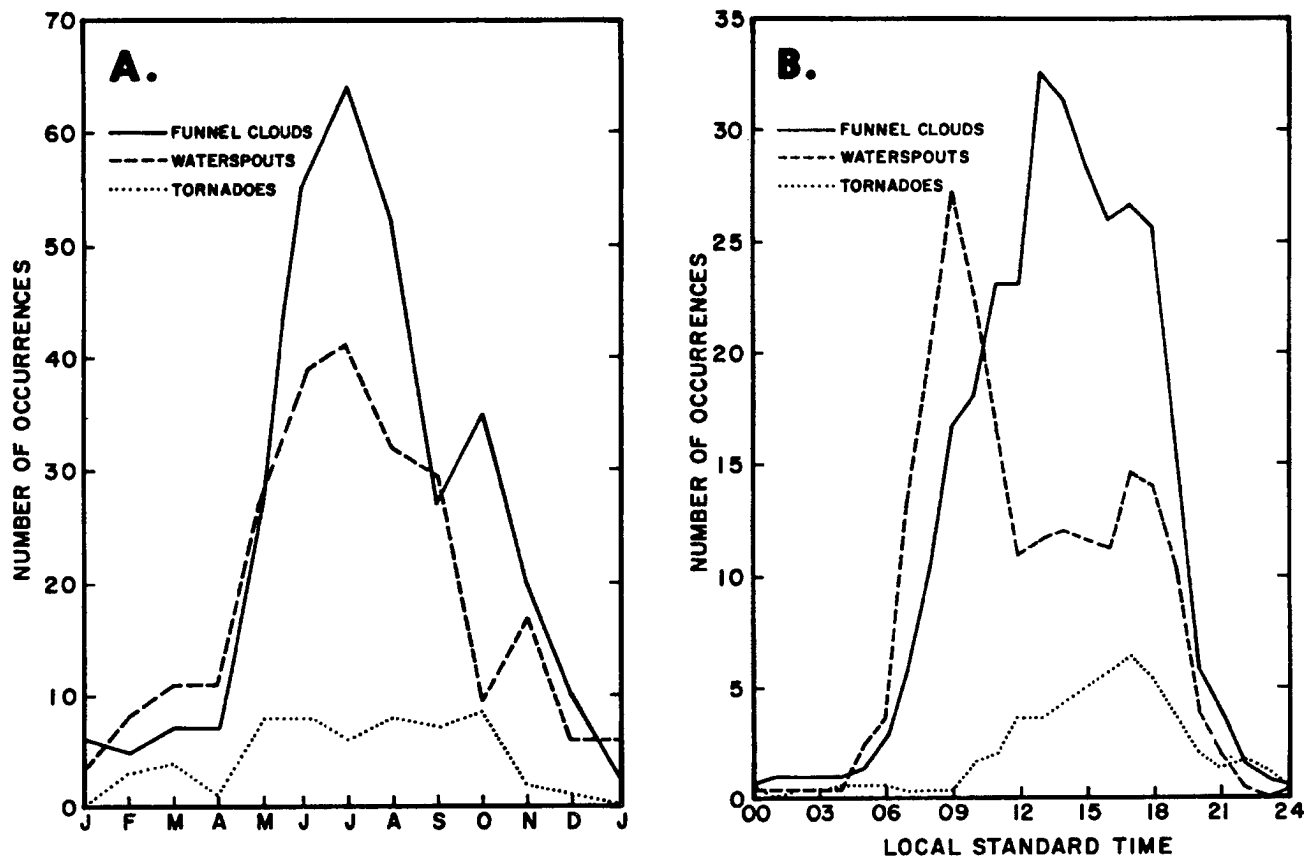 A.
FUNNEL CLOUDS
WATERSPOUTS
TORNADOES
NUMBER OF OCCURRENCES
70
60
50
40
30
20
10
0
J F M A M J J A S O N D J
B.
FUNNEL CLOUDS
WATERSPOUTS
TORNADOES
NUMBER OF OCCURRENCES
35
30
25
20
15
10
5
0
00 03 06 09 12 15 18 21 24
LOCAL STANDARD TIME